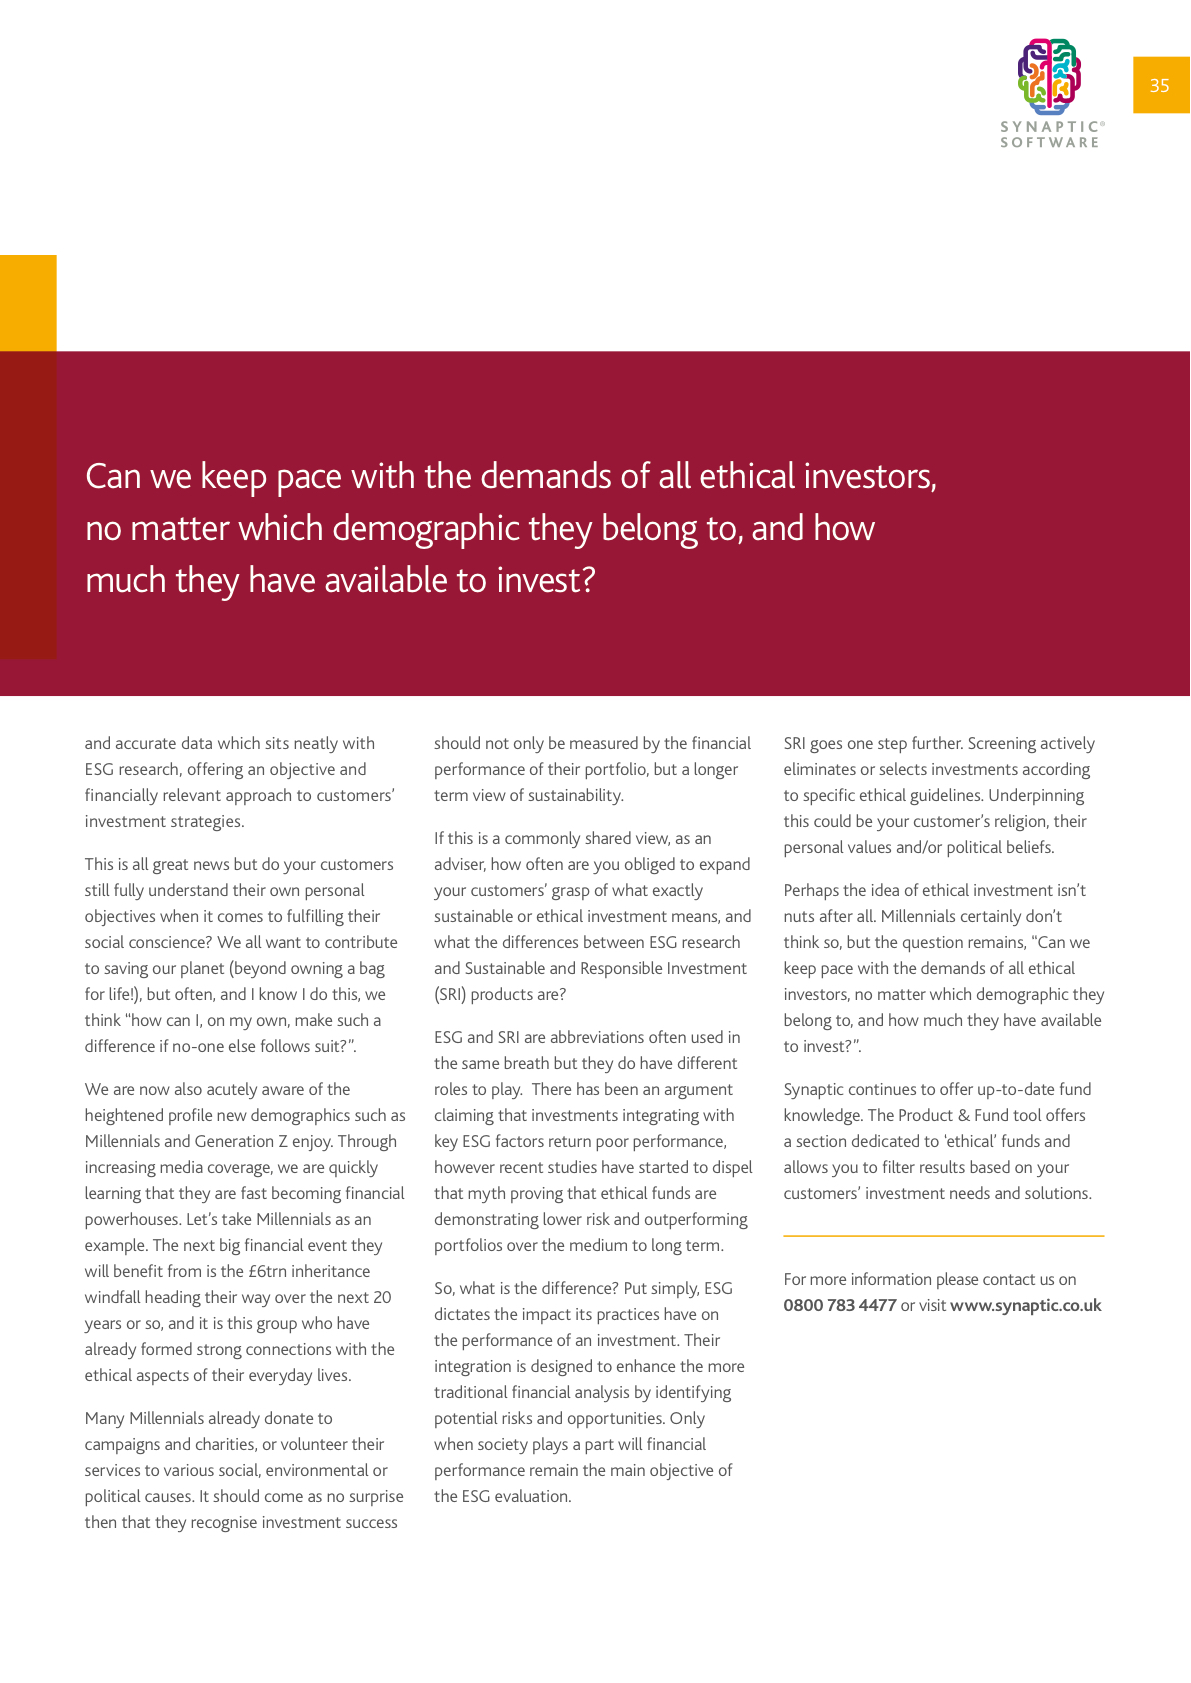 SYNAPTIC®
SOFTWARE
35
Can we keep pace with the demands of all ethical investors,
no matter which demographic they belong to, and how
much they have available to invest?
and accurate data which sits neatly with
ESG research, offering an objective and
financially relevant approach to customers’
investment strategies.
This is all great news but do your customers
still fully understand their own personal
objectives when it comes to fulfilling their
social conscience? We all want to contribute
to saving our planet (beyond owning a bag
for life!), but often, and I know I do this, we
think “how can I, on my own, make such a
difference if no-one else follows suit?”.
We are now also acutely aware of the
heightened profile new demographics such as
Millennials and Generation Z enjoy. Through
increasing media coverage, we are quickly
learning that they are fast becoming financial
powerhouses. Let’s take Millennials as an
example. The next big financial event they
will benefit from is the £6trn inheritance
windfall heading their way over the next 20
years or so, and it is this group who have
already formed strong connections with the
ethical aspects of their everyday lives.
Many Millennials already donate to
campaigns and charities, or volunteer their
services to various social, environmental or
political causes. It should come as no surprise
then that they recognise investment success
should not only be measured by the financial
performance of their portfolio, but a longer
term view of sustainability.
If this is a commonly shared view, as an
adviser, how often are you obliged to expand
your customers’ grasp of what exactly
sustainable or ethical investment means, and
what the differences between ESG research
and Sustainable and Responsible Investment
(SRI) products are?
ESG and SRI are abbreviations often used in
the same breath but they do have different
roles to play.  There has been an argument
claiming that investments integrating with
key ESG factors return poor performance,
however recent studies have started to dispel
that myth proving that ethical funds are
demonstrating lower risk and outperforming
portfolios over the medium to long term.
So, what is the difference? Put simply, ESG
dictates the impact its practices have on
the performance of an investment. Their
integration is designed to enhance the more
traditional financial analysis by identifying
potential risks and opportunities. Only
when society plays a part will financial
performance remain the main objective of
the ESG evaluation.
SRI goes one step further. Screening actively
eliminates or selects investments according
to specific ethical guidelines. Underpinning
this could be your customer’s religion, their
personal values and/or political beliefs.
Perhaps the idea of ethical investment isn’t
nuts after all. Millennials certainly don’t
think so, but the question remains, “Can we
keep pace with the demands of all ethical
investors, no matter which demographic they
belong to, and how much they have available
to invest?”.
Synaptic continues to offer up-to-date fund
knowledge. The Product & Fund tool offers
a section dedicated to ‘ethical’ funds and
allows you to filter results based on your
customers’ investment needs and solutions.
For more information please contact us on
0800 783 4477 or visit www.synaptic.co.uk